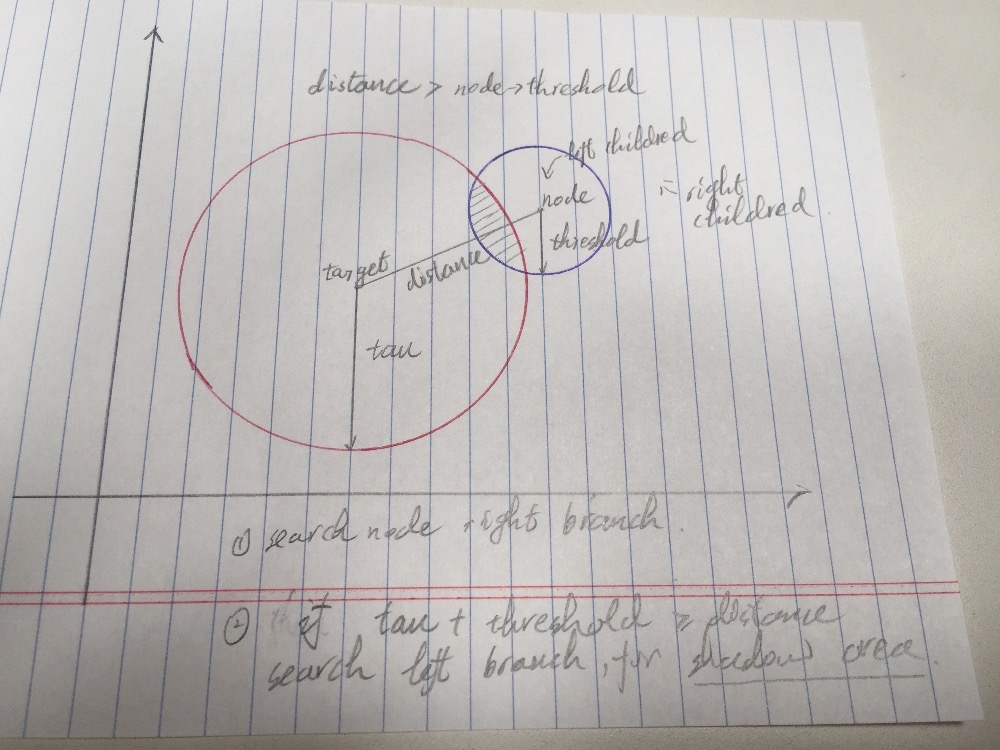 distance > node->threshold
left childred
node
= right
childred
threshold
target
distance
tau
① search node right branch.
② if tau + threshold ≥ distance
search left branch, for shadow area.